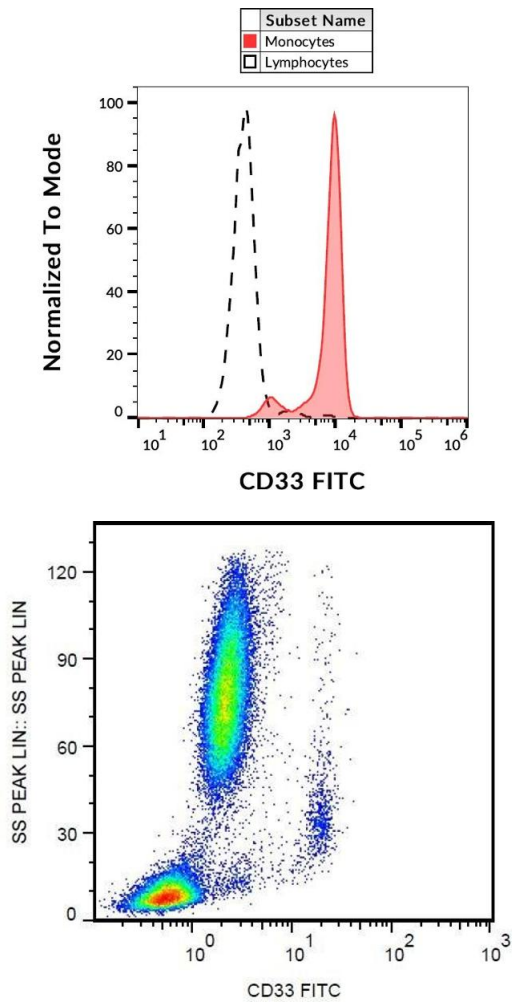 Subset Name
Monocytes
Lymphocytes
Normalized To Mode
100
80
60
40
20
0
10¹ 10² 10³ 10⁴ 10⁵ 10⁶
CD33 FITC
SS PEAK LIN:: SS PEAK LIN
120
90
60
30
0
10⁰ 10¹ 10² 10³
CD33 FITC